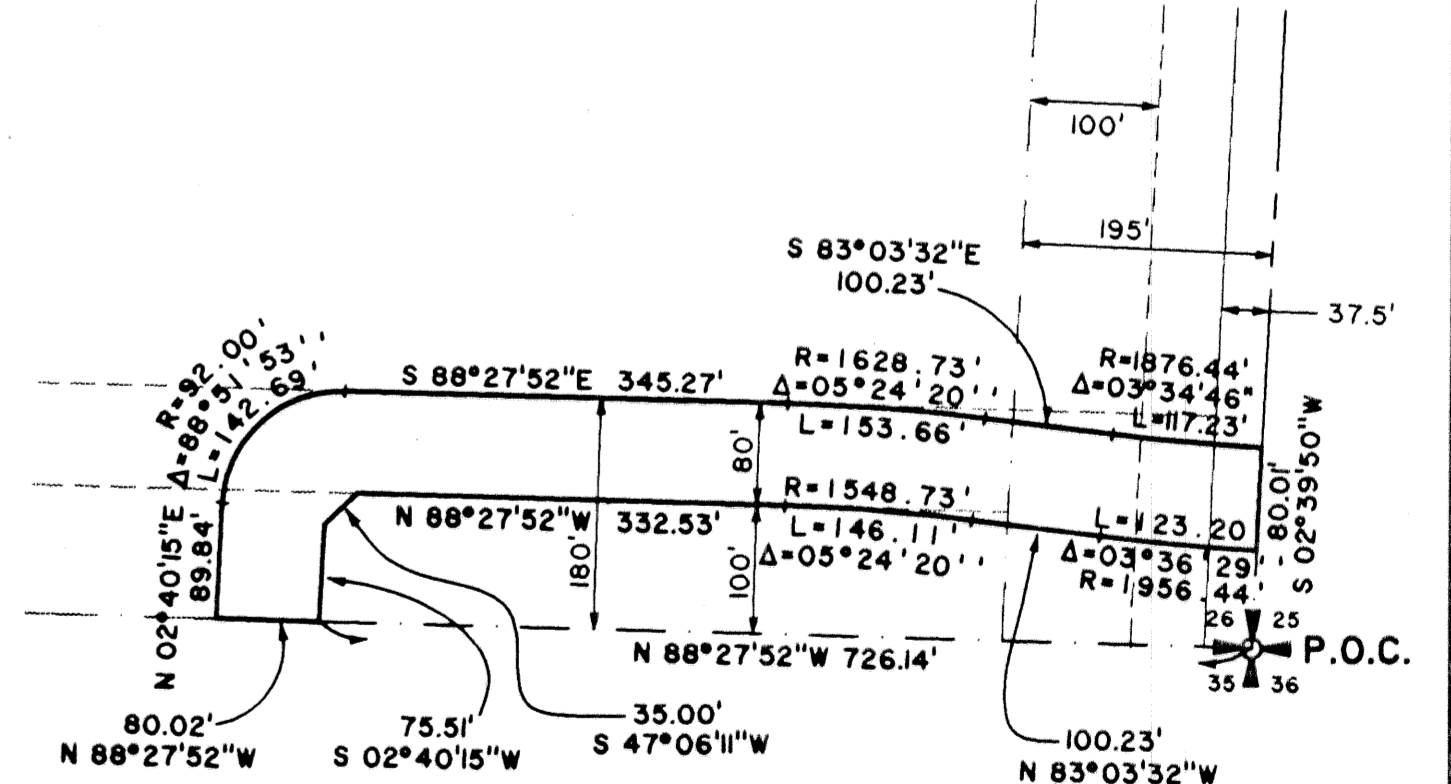 100'
195'
S 83°03'32"E
100.23'
37.5'
R=92.00'
Δ=88°51'53''
L=142.69'
S 88°27'52"E 345.27'
R=1628.73'
Δ=05°24'20''
L=153.66'
R=1876.44'
Δ=03°34'46"
L=117.23'
80'
N 88°27'52"W 332.53'
R=1548.73'
L=146.11'
Δ=05°24'20''
L=123.20
Δ=03°36'29'
R=1956.44'
80.01'
S 02°39'50"W
N 02°40'15"E
89.84'
180'
100'
N 88°27'52"W 726.14'
26 25
35 36
P.O.C.
80.02'
N 88°27'52"W
75.51'
S 02°40'15"W
35.00'
S 47°06'11"W
100.23'
N 83°03'32"W